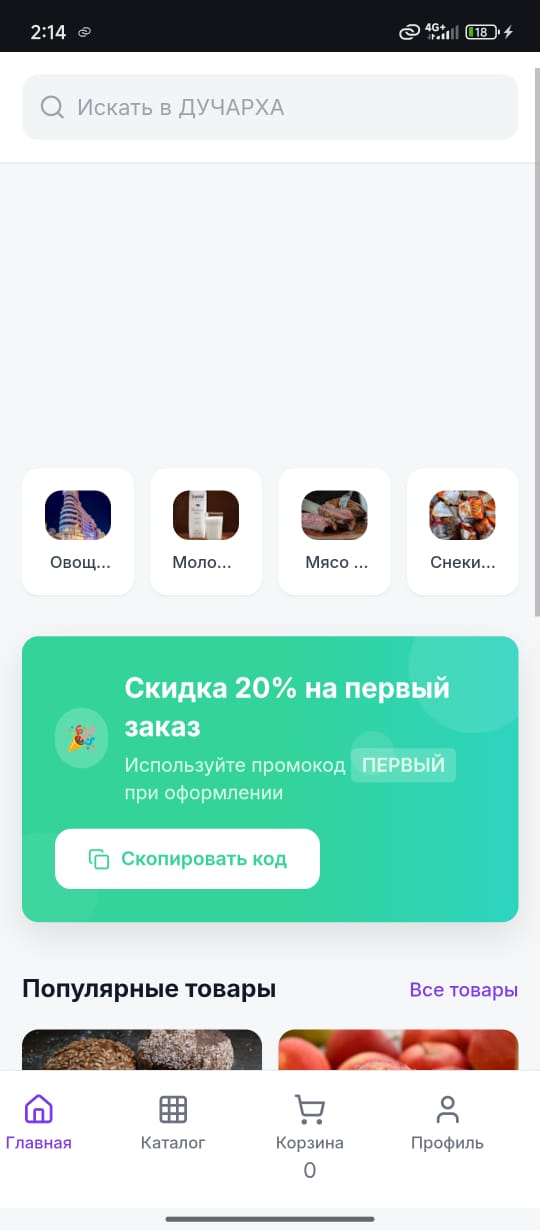 2:14
4G+
18
Искать в ДУЧАРХА
Овощ...
Моло...
Мясо ...
Снеки...
Скидка 20% на первый
заказ
Используйте промокод ПЕРВЫЙ
при оформлении
Скопировать код
Популярные товары
Все товары
Главная
Каталог
Корзина
Профиль
0